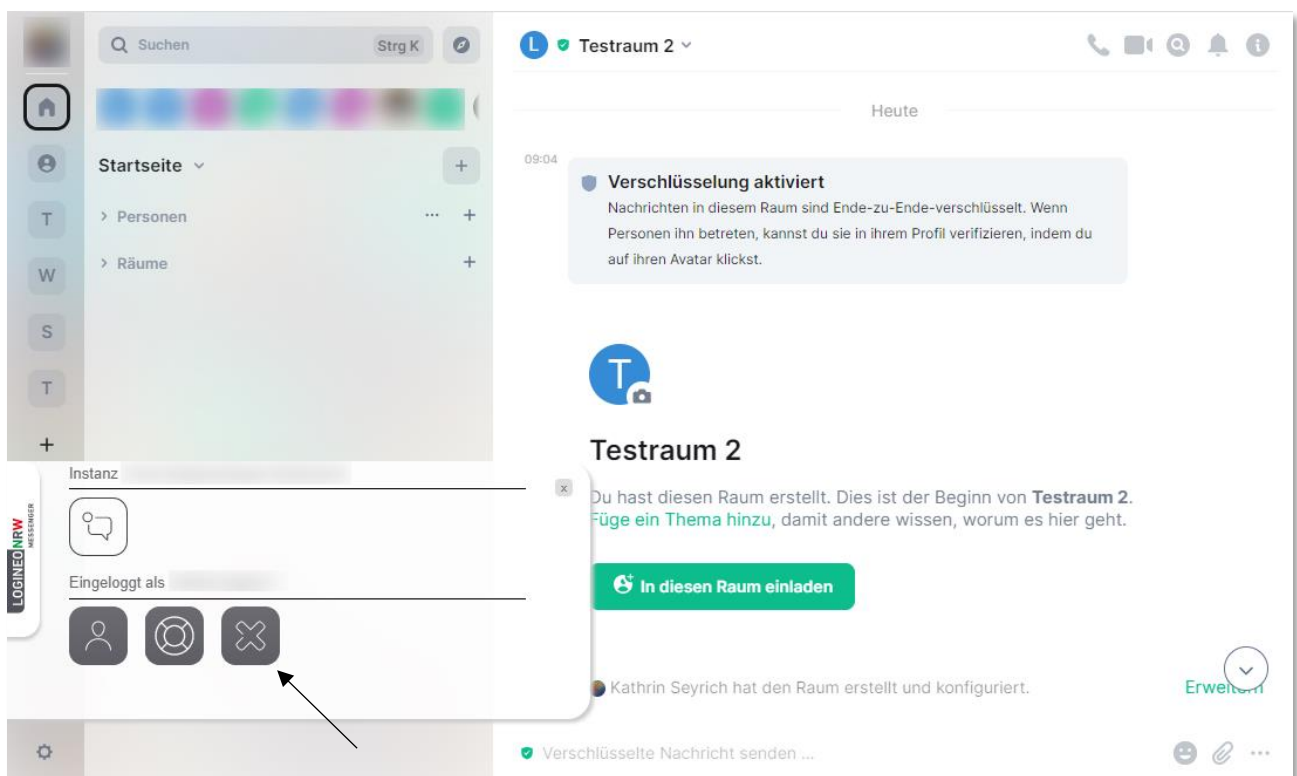 Suchen Strg K
L Testraum 2
Heute
Startseite
09:04
Verschlüsselung aktiviert
Nachrichten in diesem Raum sind Ende-zu-Ende-verschlüsselt. Wenn
Personen ihn betreten, kannst du sie in ihrem Profil verifizieren, indem du
auf ihren Avatar klickst.
T
Personen
W
Räume
S
T
T
Testraum 2
Du hast diesen Raum erstellt. Dies ist der Beginn von Testraum 2.
Füge ein Thema hinzu, damit andere wissen, worum es hier geht.
In diesen Raum einladen
Instanz
x
LOGINEO NRW
MESSENGER
Eingeloggt als
Kathrin Seyrich hat den Raum erstellt und konfiguriert.
Erweitern
Verschlüsselte Nachricht senden ...